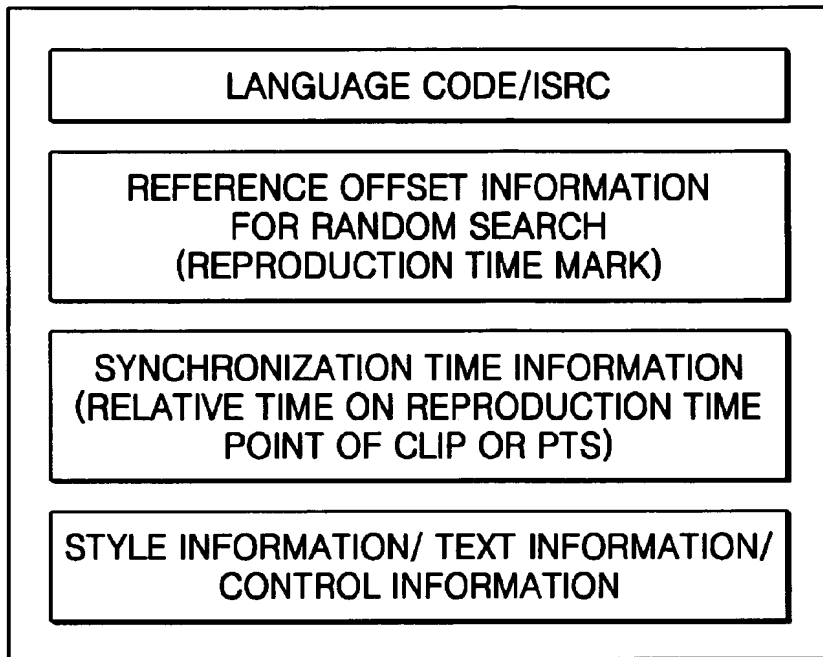 LANGUAGE CODE/ISRC
REFERENCE OFFSET INFORMATION
FOR RANDOM SEARCH
(REPRODUCTION TIME MARK)
SYNCHRONIZATION TIME INFORMATION
(RELATIVE TIME ON REPRODUCTION TIME
POINT OF CLIP OR PTS)
STYLE INFORMATION/ TEXT INFORMATION/
CONTROL INFORMATION